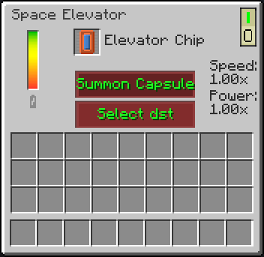 Space Elevator
Elevator Chip
Summon Capsule
Select dst
Speed:
1.00x
Power:
1.00x